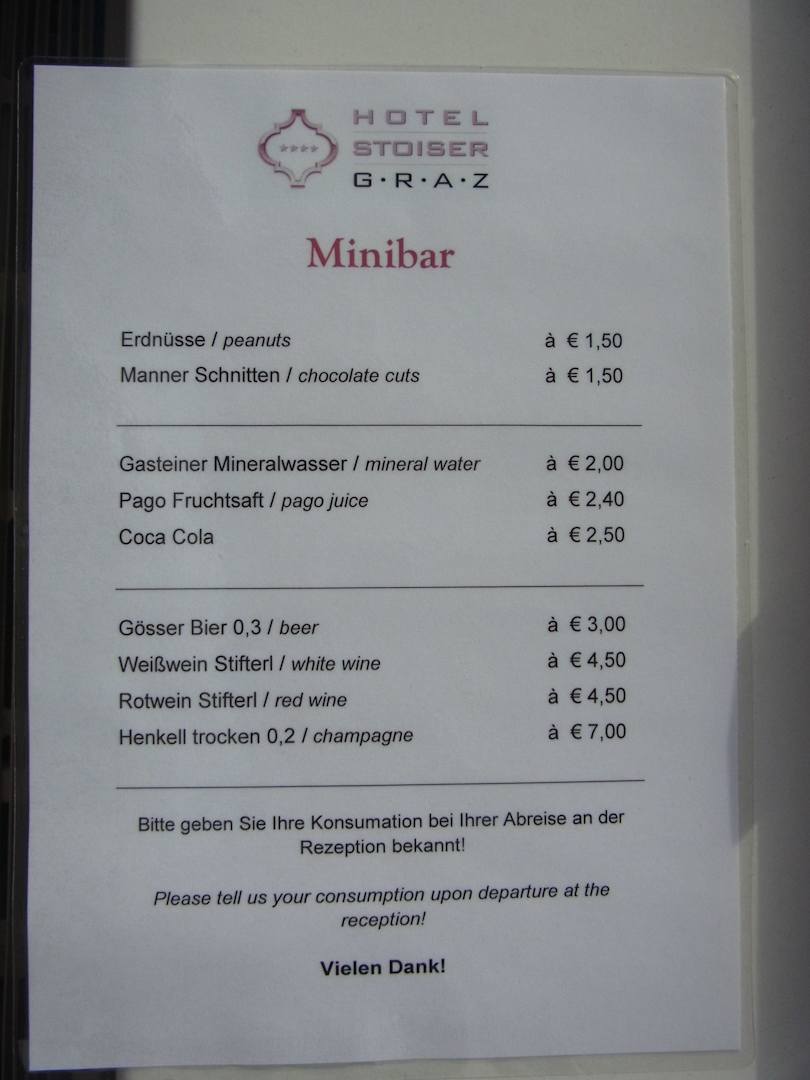 HOTEL
STOISER
G·R·A·Z
Minibar
Erdnüsse / peanuts à € 1,50
Manner Schnitten / chocolate cuts à € 1,50
Gasteiner Mineralwasser / mineral water à € 2,00
Pago Fruchtsaft / pago juice à € 2,40
Coca Cola à € 2,50
Gösser Bier 0,3 / beer à € 3,00
Weißwein Stifterl / white wine à € 4,50
Rotwein Stifterl / red wine à € 4,50
Henkell trocken 0,2 / champagne à € 7,00
Bitte geben Sie Ihre Konsumation bei Ihrer Abreise an der
Rezeption bekannt!
Please tell us your consumption upon departure at the
reception!
Vielen Dank!